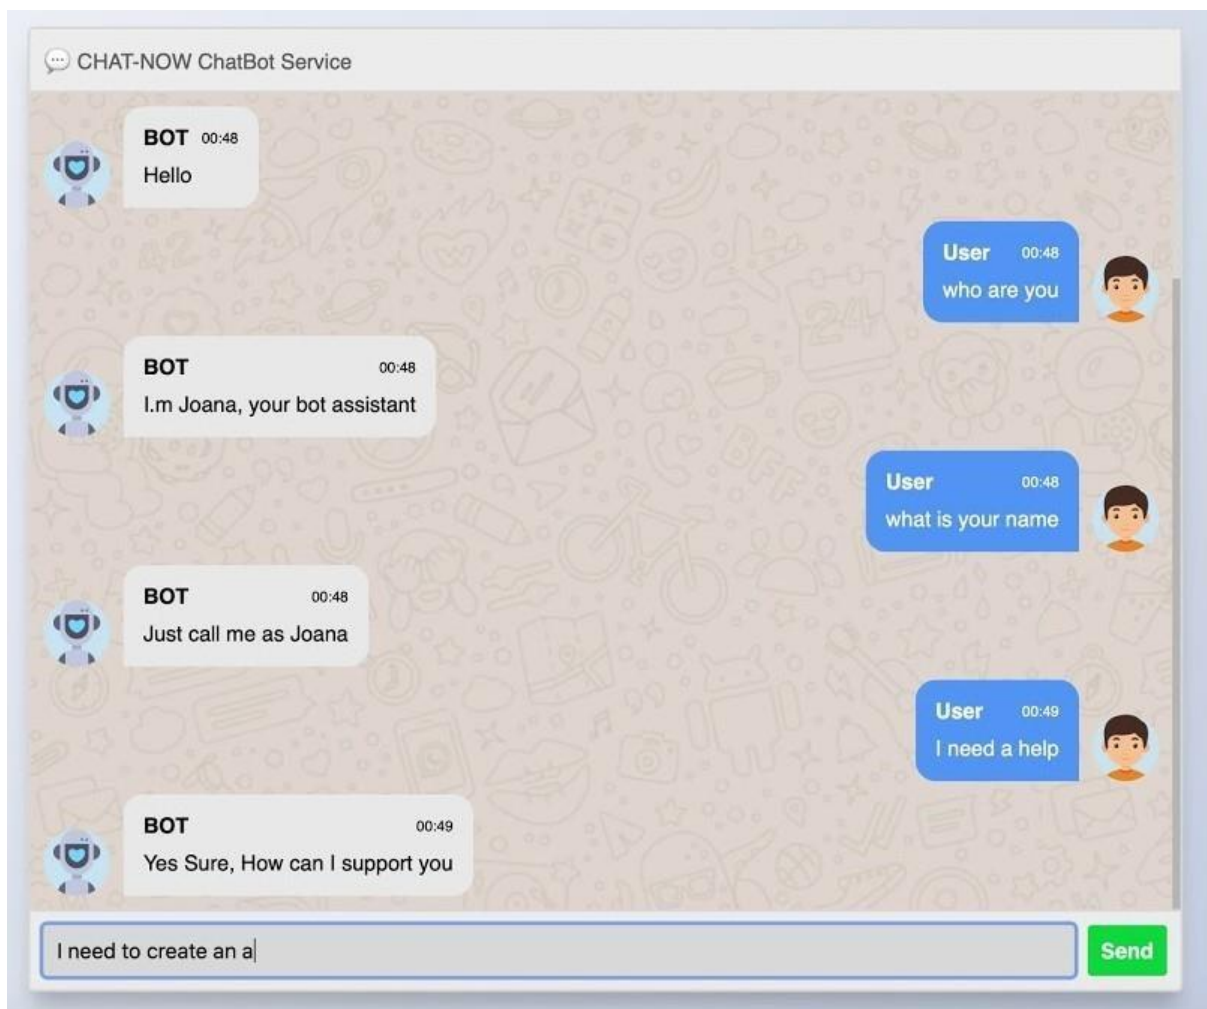 CHAT-NOW ChatBot Service
BOT 00:48
Hello
User 00:48
who are you
BOT 00:48
I.m Joana, your bot assistant
User 00:48
what is your name
BOT 00:48
Just call me as Joana
User 00:49
I need a help
BOT 00:49
Yes Sure, How can I support you
I need to create an a
Send